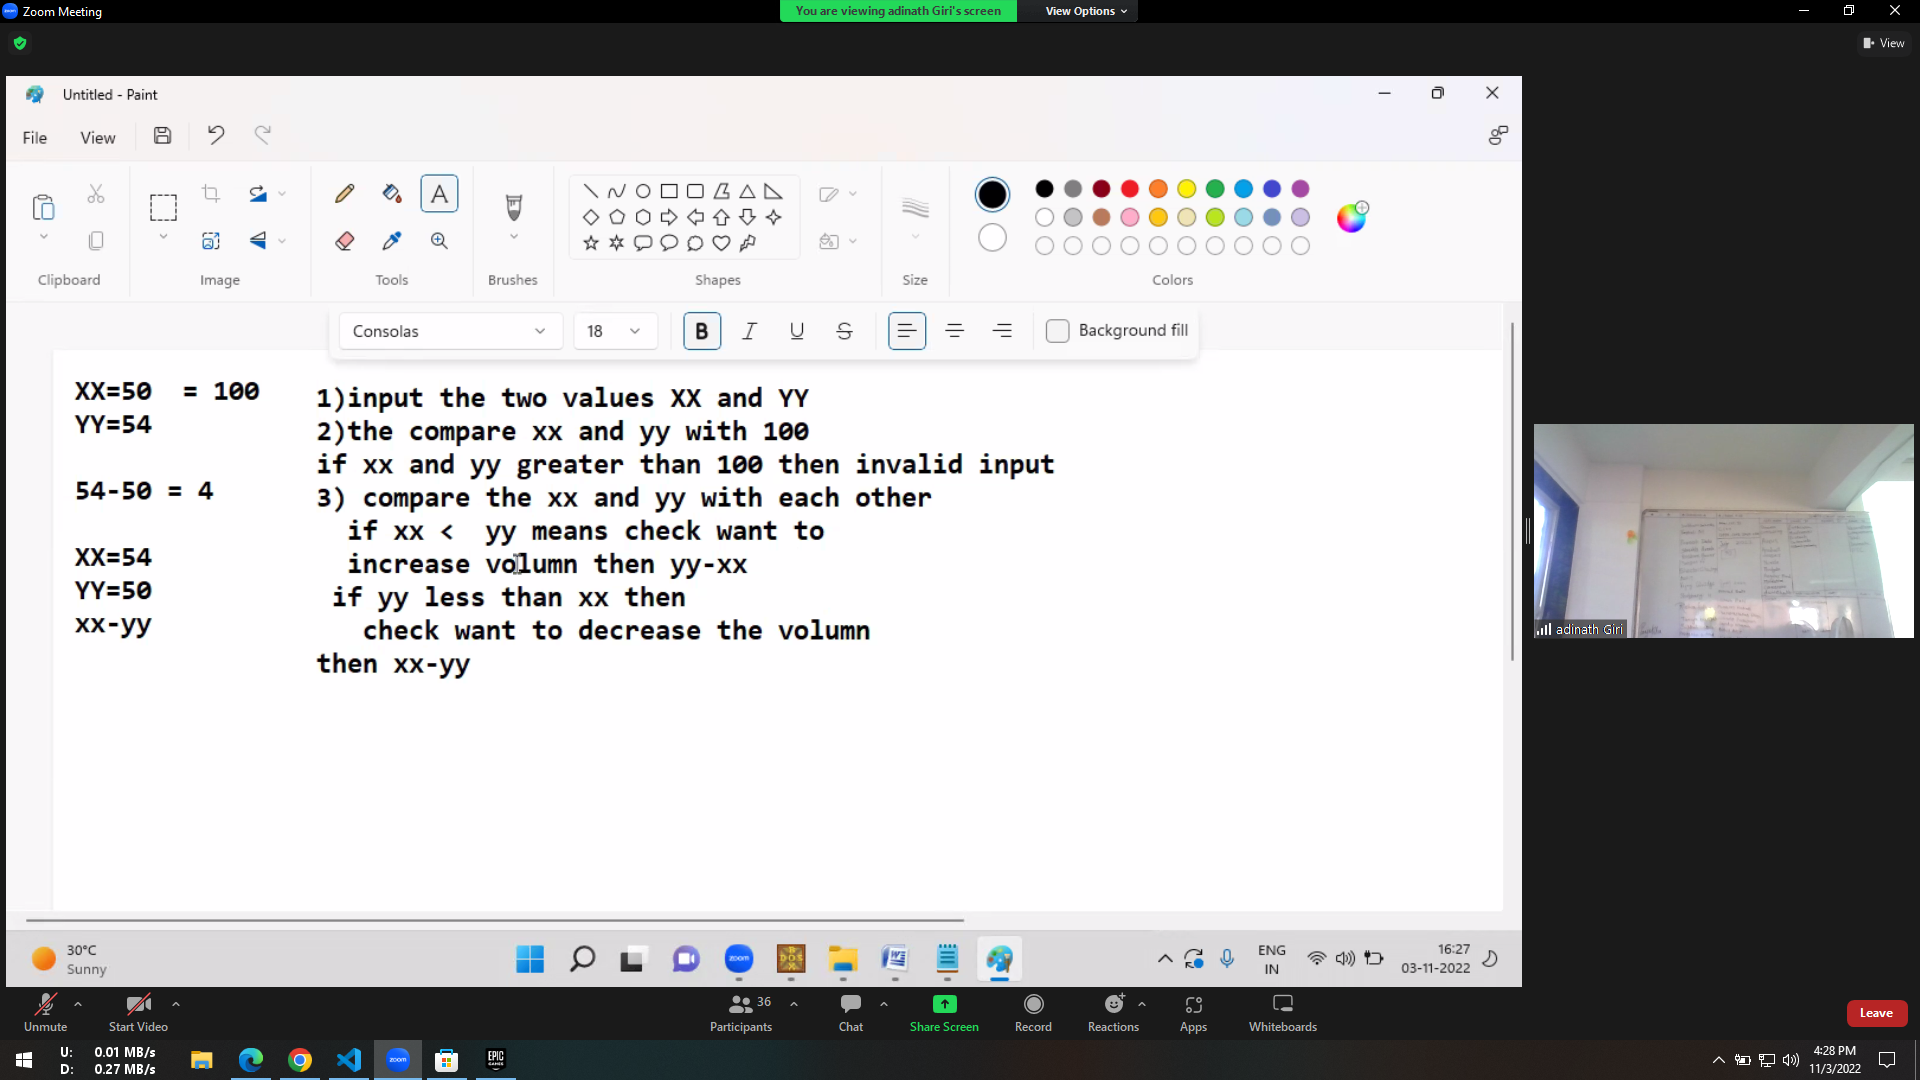 Zoom Meeting
You are viewing adinath Giri's screen
View Options
View
Untitled - Paint
File
View
Clipboard
Image
Tools
Brushes
Shapes
Size
Colors
Consolas
18
B
Background fill
XX=50  = 100
YY=54
54-50 = 4
XX=54
YY=50
xx-yy
1)input the two values XX and YY
2)the compare xx and yy with 100
if xx and yy greater than 100 then invalid input
3) compare the xx and yy with each other
if xx <  yy means check want to
increase volumn then yy-xx
if yy less than xx then
check want to decrease the volumn
then xx-yy
adinath Giri
30°C
Sunny
ENG
IN
16:27
03-11-2022
Unmute
Start Video
36
Participants
Chat
Share Screen
Record
Reactions
Apps
Whiteboards
Leave
U: 0.01 MB/s
D: 0.27 MB/s
zoom
EPIC
GAMES
4:28 PM
11/3/2022